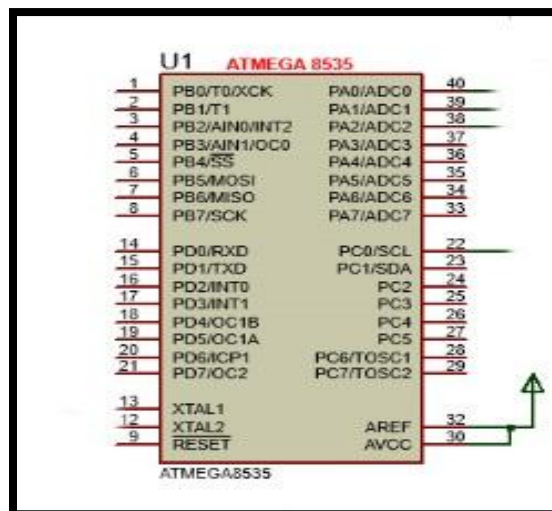 U1 ATMEGA 8535
1 PB0/T0/XCK PA0/ADC0 40
2 PB1/T1 PA1/ADC1 39
3 PB2/AIN0/INT2 PA2/ADC2 38
4 PB3/AIN1/OC0 PA3/ADC3 37
5 PB4/SS PA4/ADC4 36
6 PB5/MOSI PA5/ADC5 35
7 PB6/MISO PA6/ADC6 34
8 PB7/SCK PA7/ADC7 33
14 PD0/RXD PC0/SCL 22
15 PD1/TXD PC1/SDA 23
16 PD2/INT0 PC2 24
17 PD3/INT1 PC3 25
18 PD4/OC1B PC4 26
19 PD5/OC1A PC5 27
20 PD6/ICP1 PC6/TOSC1 28
21 PD7/OC2 PC7/TOSC2 29
13 XTAL1
12 XTAL2 AREF 32
9 RESET AVCC 30
ATMEGA8535